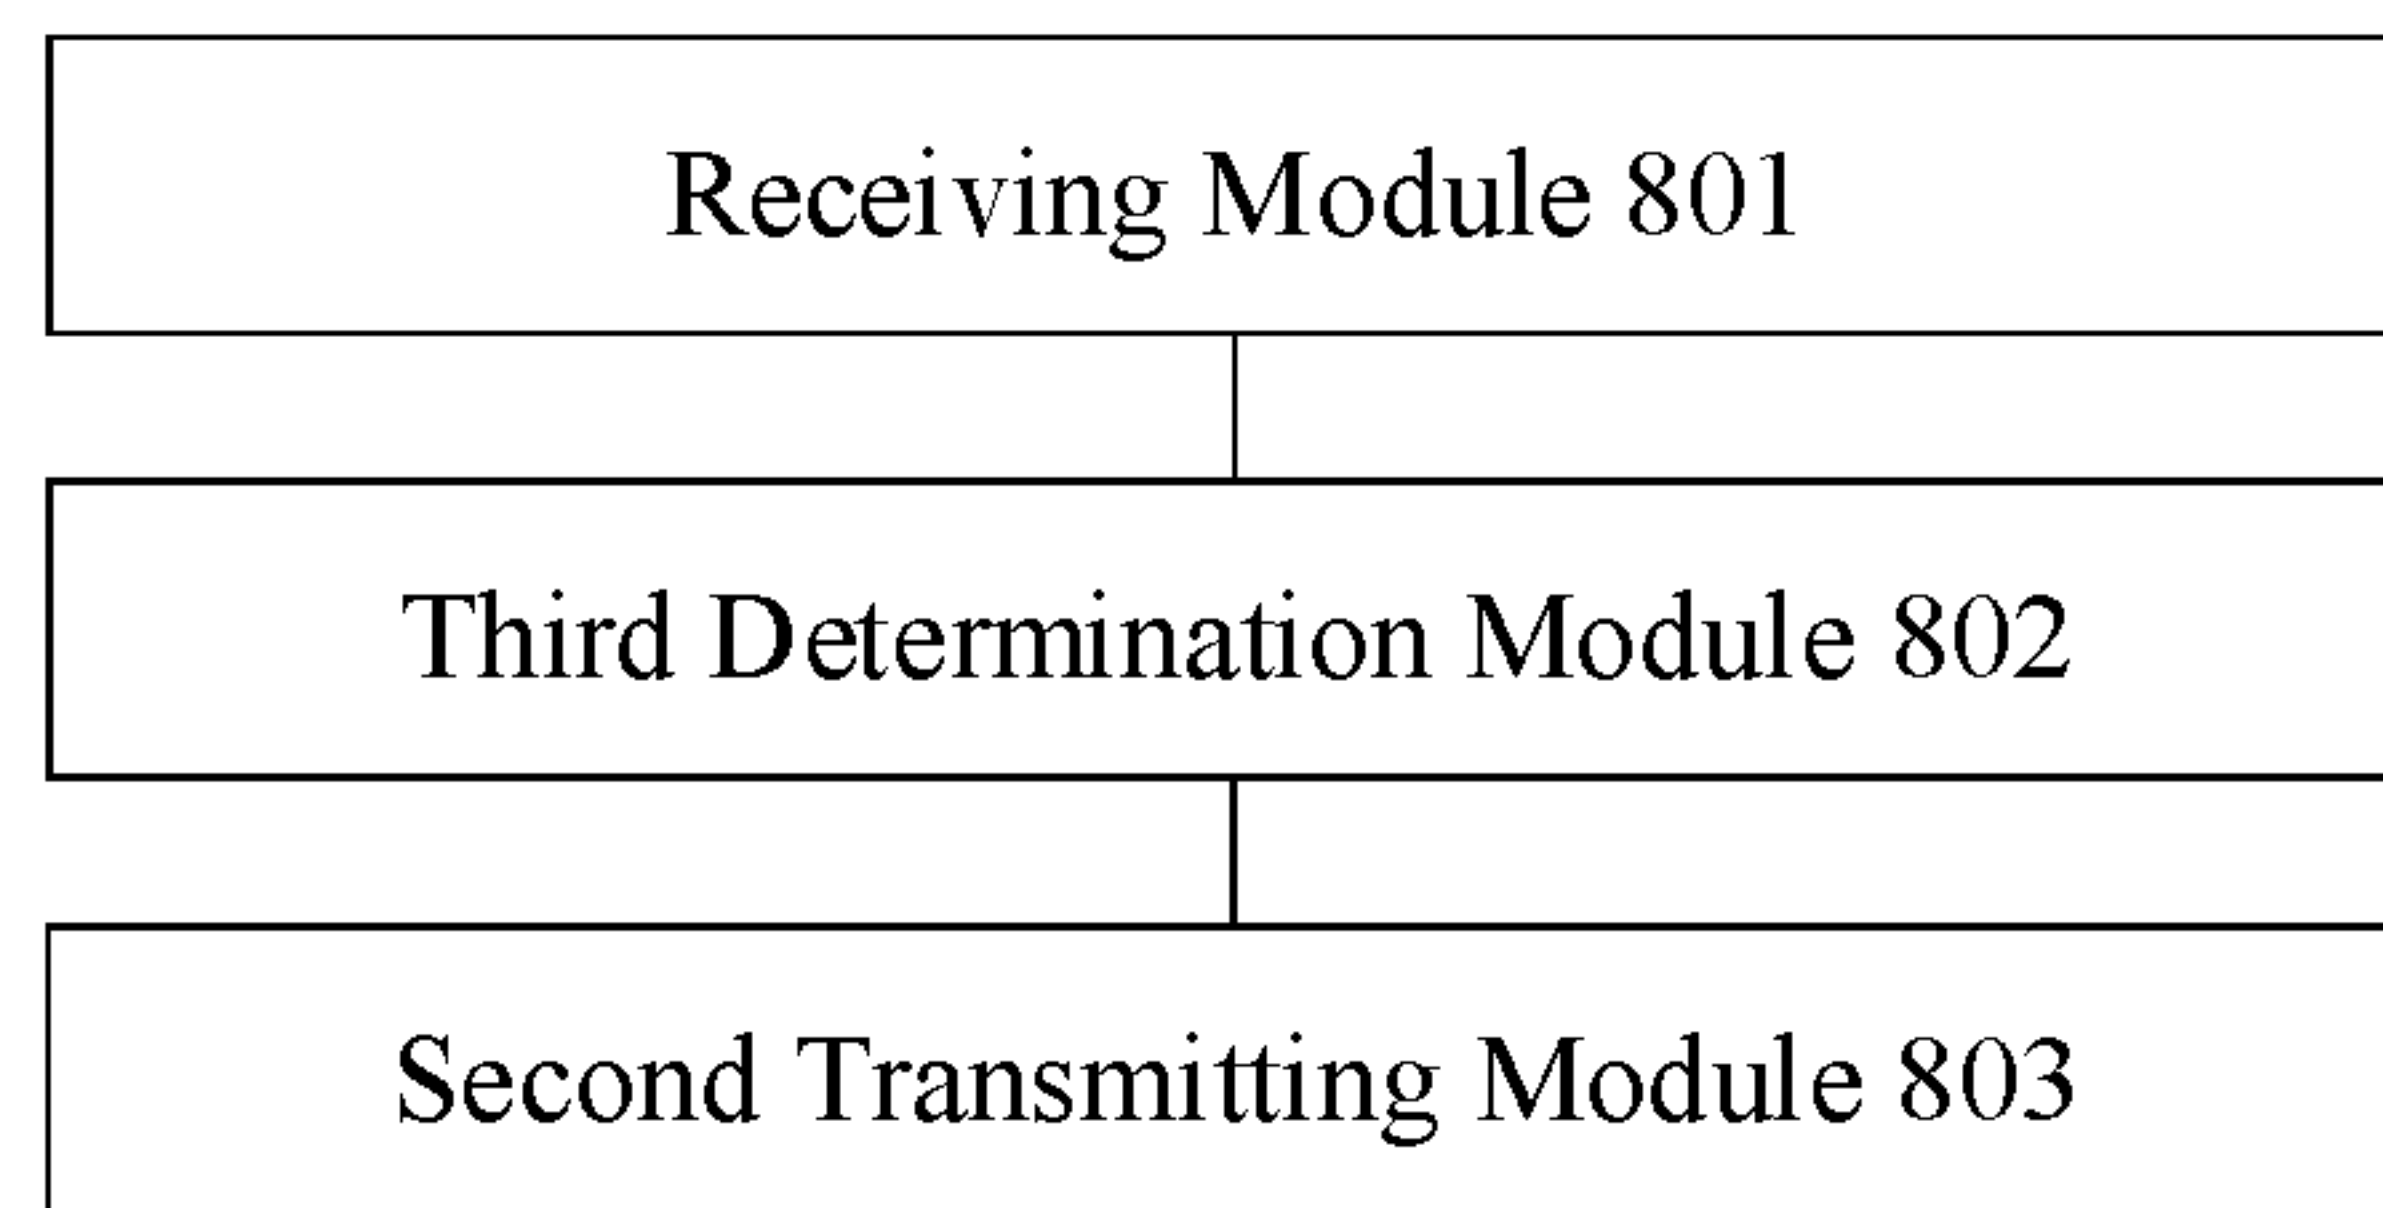 Receiving Module 801
Third Determination Module 802
Second Transmitting Module 803